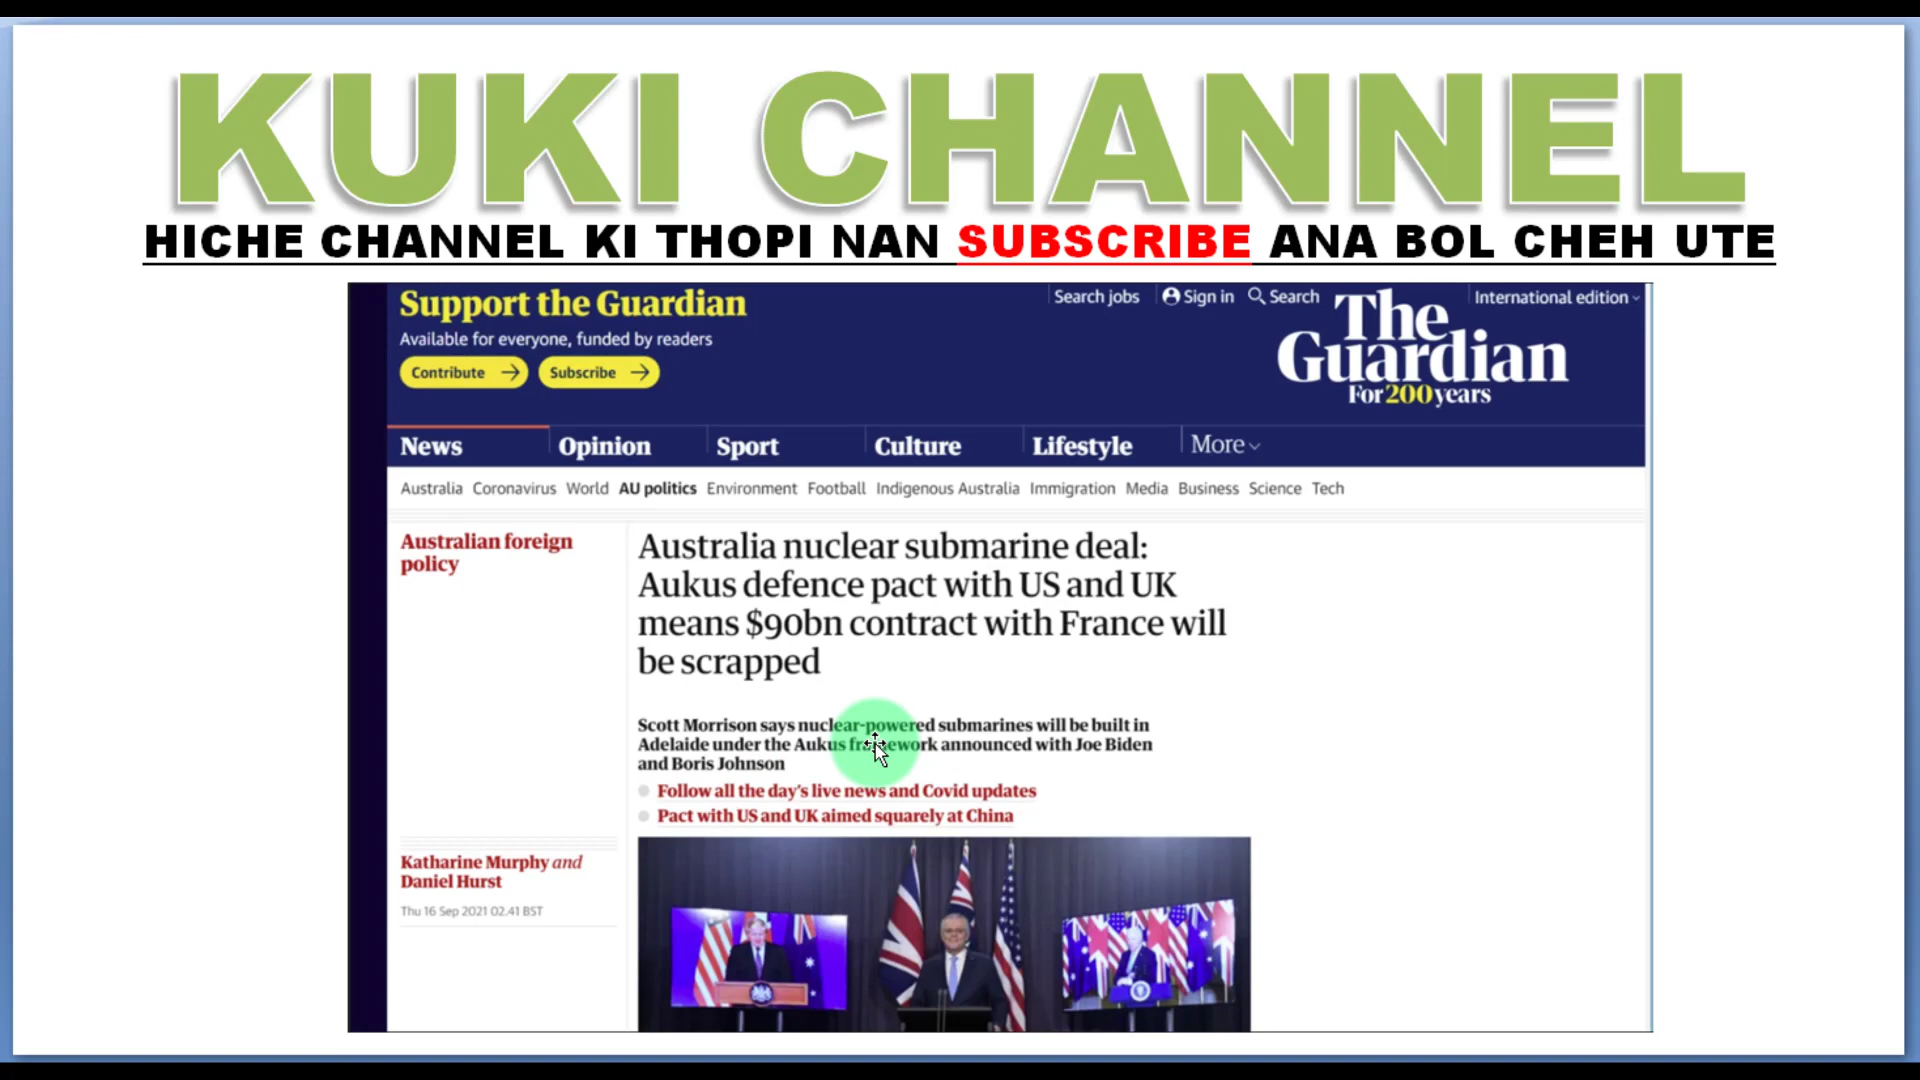 KUKI CHANNEL
HICHE CHANNEL KI THOPI NAN SUBSCRIBE ANA BOL CHEH UTE
Support the Guardian
Available for everyone, funded by readers
Contribute
Subscribe
Search jobs
Sign in
Search
International edition
The
Guardian
For 200 years
News
Opinion
Sport
Culture
Lifestyle
More
Australia Coronavirus World AU politics Environment Football Indigenous Australia Immigration Media Business Science Tech
Australian foreign
policy
Australia nuclear submarine deal:
Aukus defence pact with US and UK
means $90bn contract with France will
be scrapped
Scott Morrison says nuclear-powered submarines will be built in
Adelaide under the Aukus framework announced with Joe Biden
and Boris Johnson
Follow all the day's live news and Covid updates
Pact with US and UK aimed squarely at China
Katharine Murphy and
Daniel Hurst
Thu 16 Sep 2021 02.41 BST